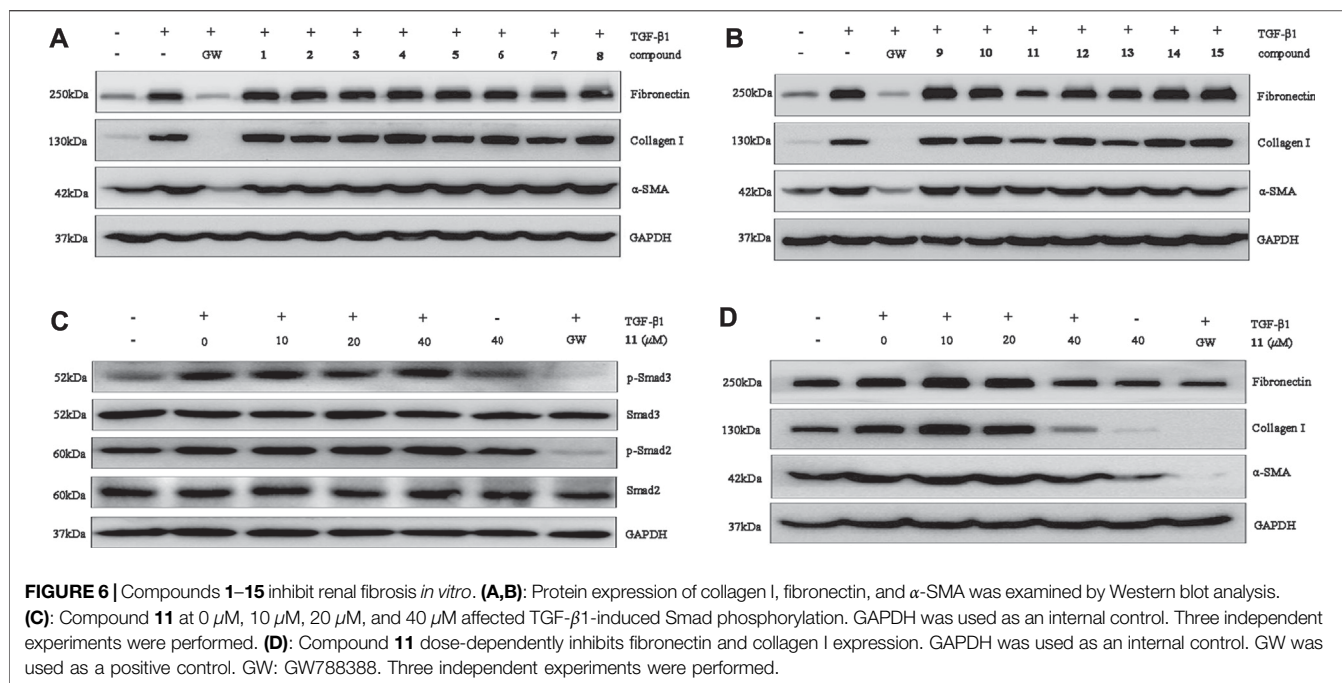 A
- + + + + + + + + + + TGF-β1
- - GW 1 2 3 4 5 6 7 8 compound
250kDa Fibronectin
130kDa Collagen I
42kDa α-SMA
37kDa GAPDH
B
- + + + + + + + + + TGF-β1
- - GW 9 10 11 12 13 14 15 compound
250kDa Fibronectin
130kDa Collagen I
42kDa α-SMA
37kDa GAPDH
C
- + + + + - + TGF-β1
- 0 10 20 40 40 GW 11 (μM)
52kDa p-Smad3
52kDa Smad3
60kDa p-Smad2
60kDa Smad2
37kDa GAPDH
D
- + + + + - + TGF-β1
- 0 10 20 40 40 GW 11 (μM)
250kDa Fibronectin
130kDa Collagen I
42kDa α-SMA
37kDa GAPDH
FIGURE 6 | Compounds 1–15 inhibit renal fibrosis in vitro. (A,B): Protein expression of collagen I, fibronectin, and α-SMA was examined by Western blot analysis.
(C): Compound 11 at 0 μM, 10 μM, 20 μM, and 40 μM affected TGF-β1-induced Smad phosphorylation. GAPDH was used as an internal control. Three independent
experiments were performed. (D): Compound 11 dose-dependently inhibits fibronectin and collagen I expression. GAPDH was used as an internal control. GW was
used as a positive control. GW: GW788388. Three independent experiments were performed.